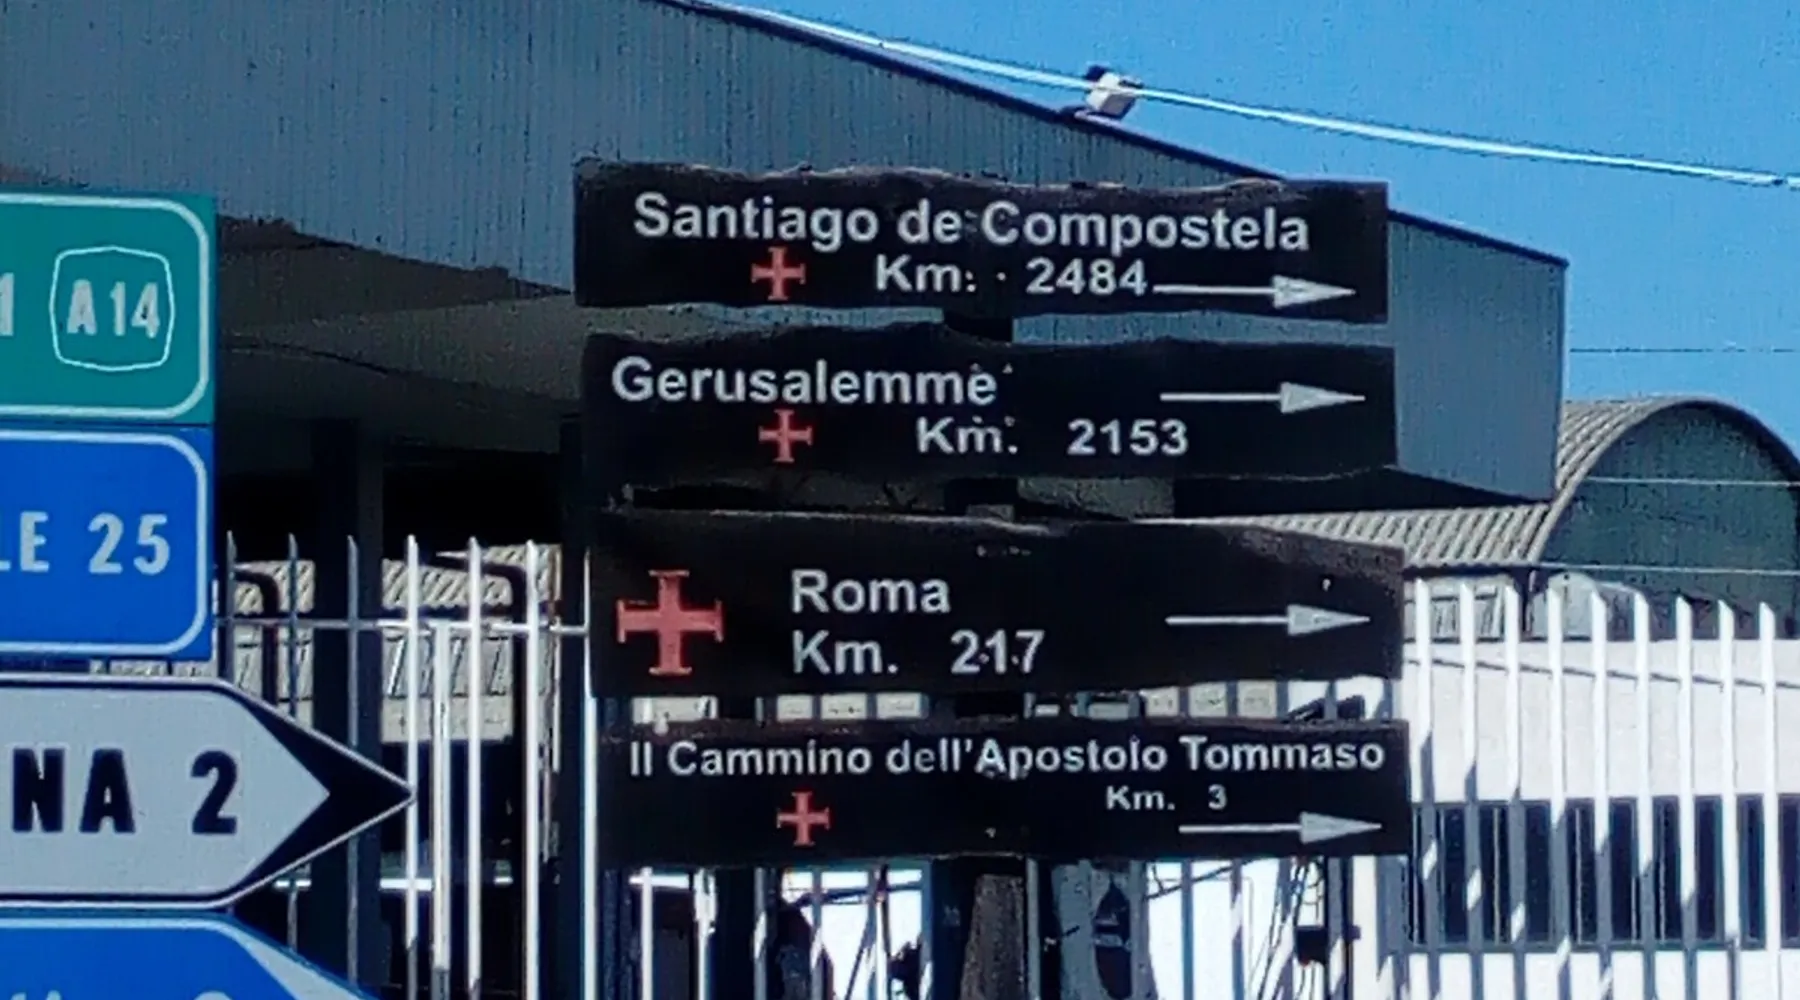 A14
25
NA 2
Santiago de Compostela
Km. 2484
Gerusalemme
Km. 2153
Roma
Km. 217
Il Cammino dell'Apostolo Tommaso
Km. 3